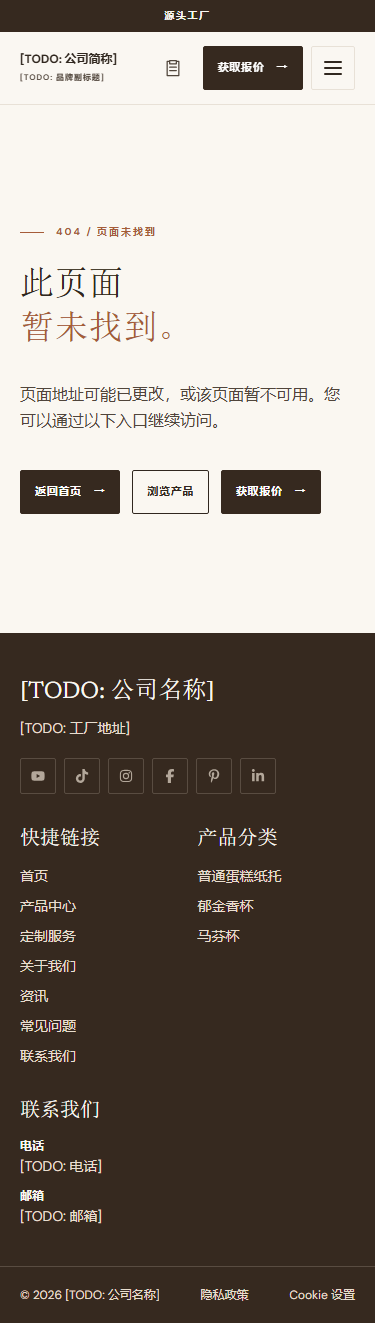 源头工厂
[TODO: 公司简称]
[TODO: 品牌副标题]
获取报价 →
404 / 页面未找到
此页面
暂未找到。
页面地址可能已更改，或该页面暂不可用。您
可以通过以下入口继续访问。
返回首页 →
浏览产品
获取报价 →
[TODO: 公司名称]
[TODO: 工厂地址]
快捷链接
首页
产品中心
定制服务
关于我们
资讯
常见问题
联系我们
产品分类
普通蛋糕纸托
郁金香杯
马芬杯
联系我们
电话
[TODO: 电话]
邮箱
[TODO: 邮箱]
© 2026 [TODO: 公司名称]
隐私政策
Cookie 设置